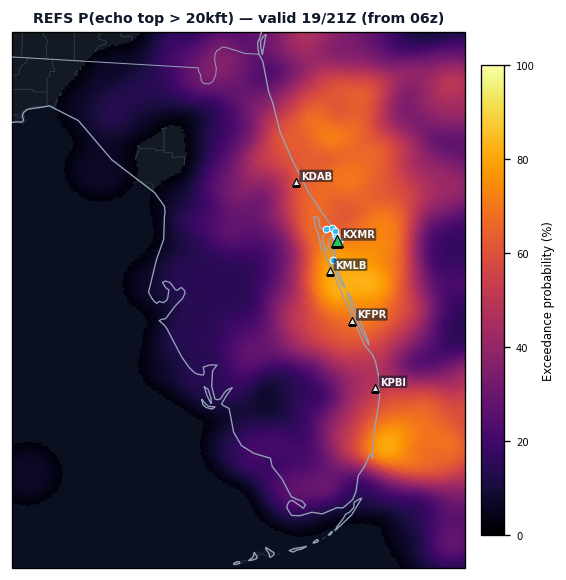 REFS P(echo top > 20kft) — valid 19/21Z (from 06z)
KDAB
KXMR
KMLB
KFPR
KPBI
100
80
60
40
20
0
Exceedance probability (%)